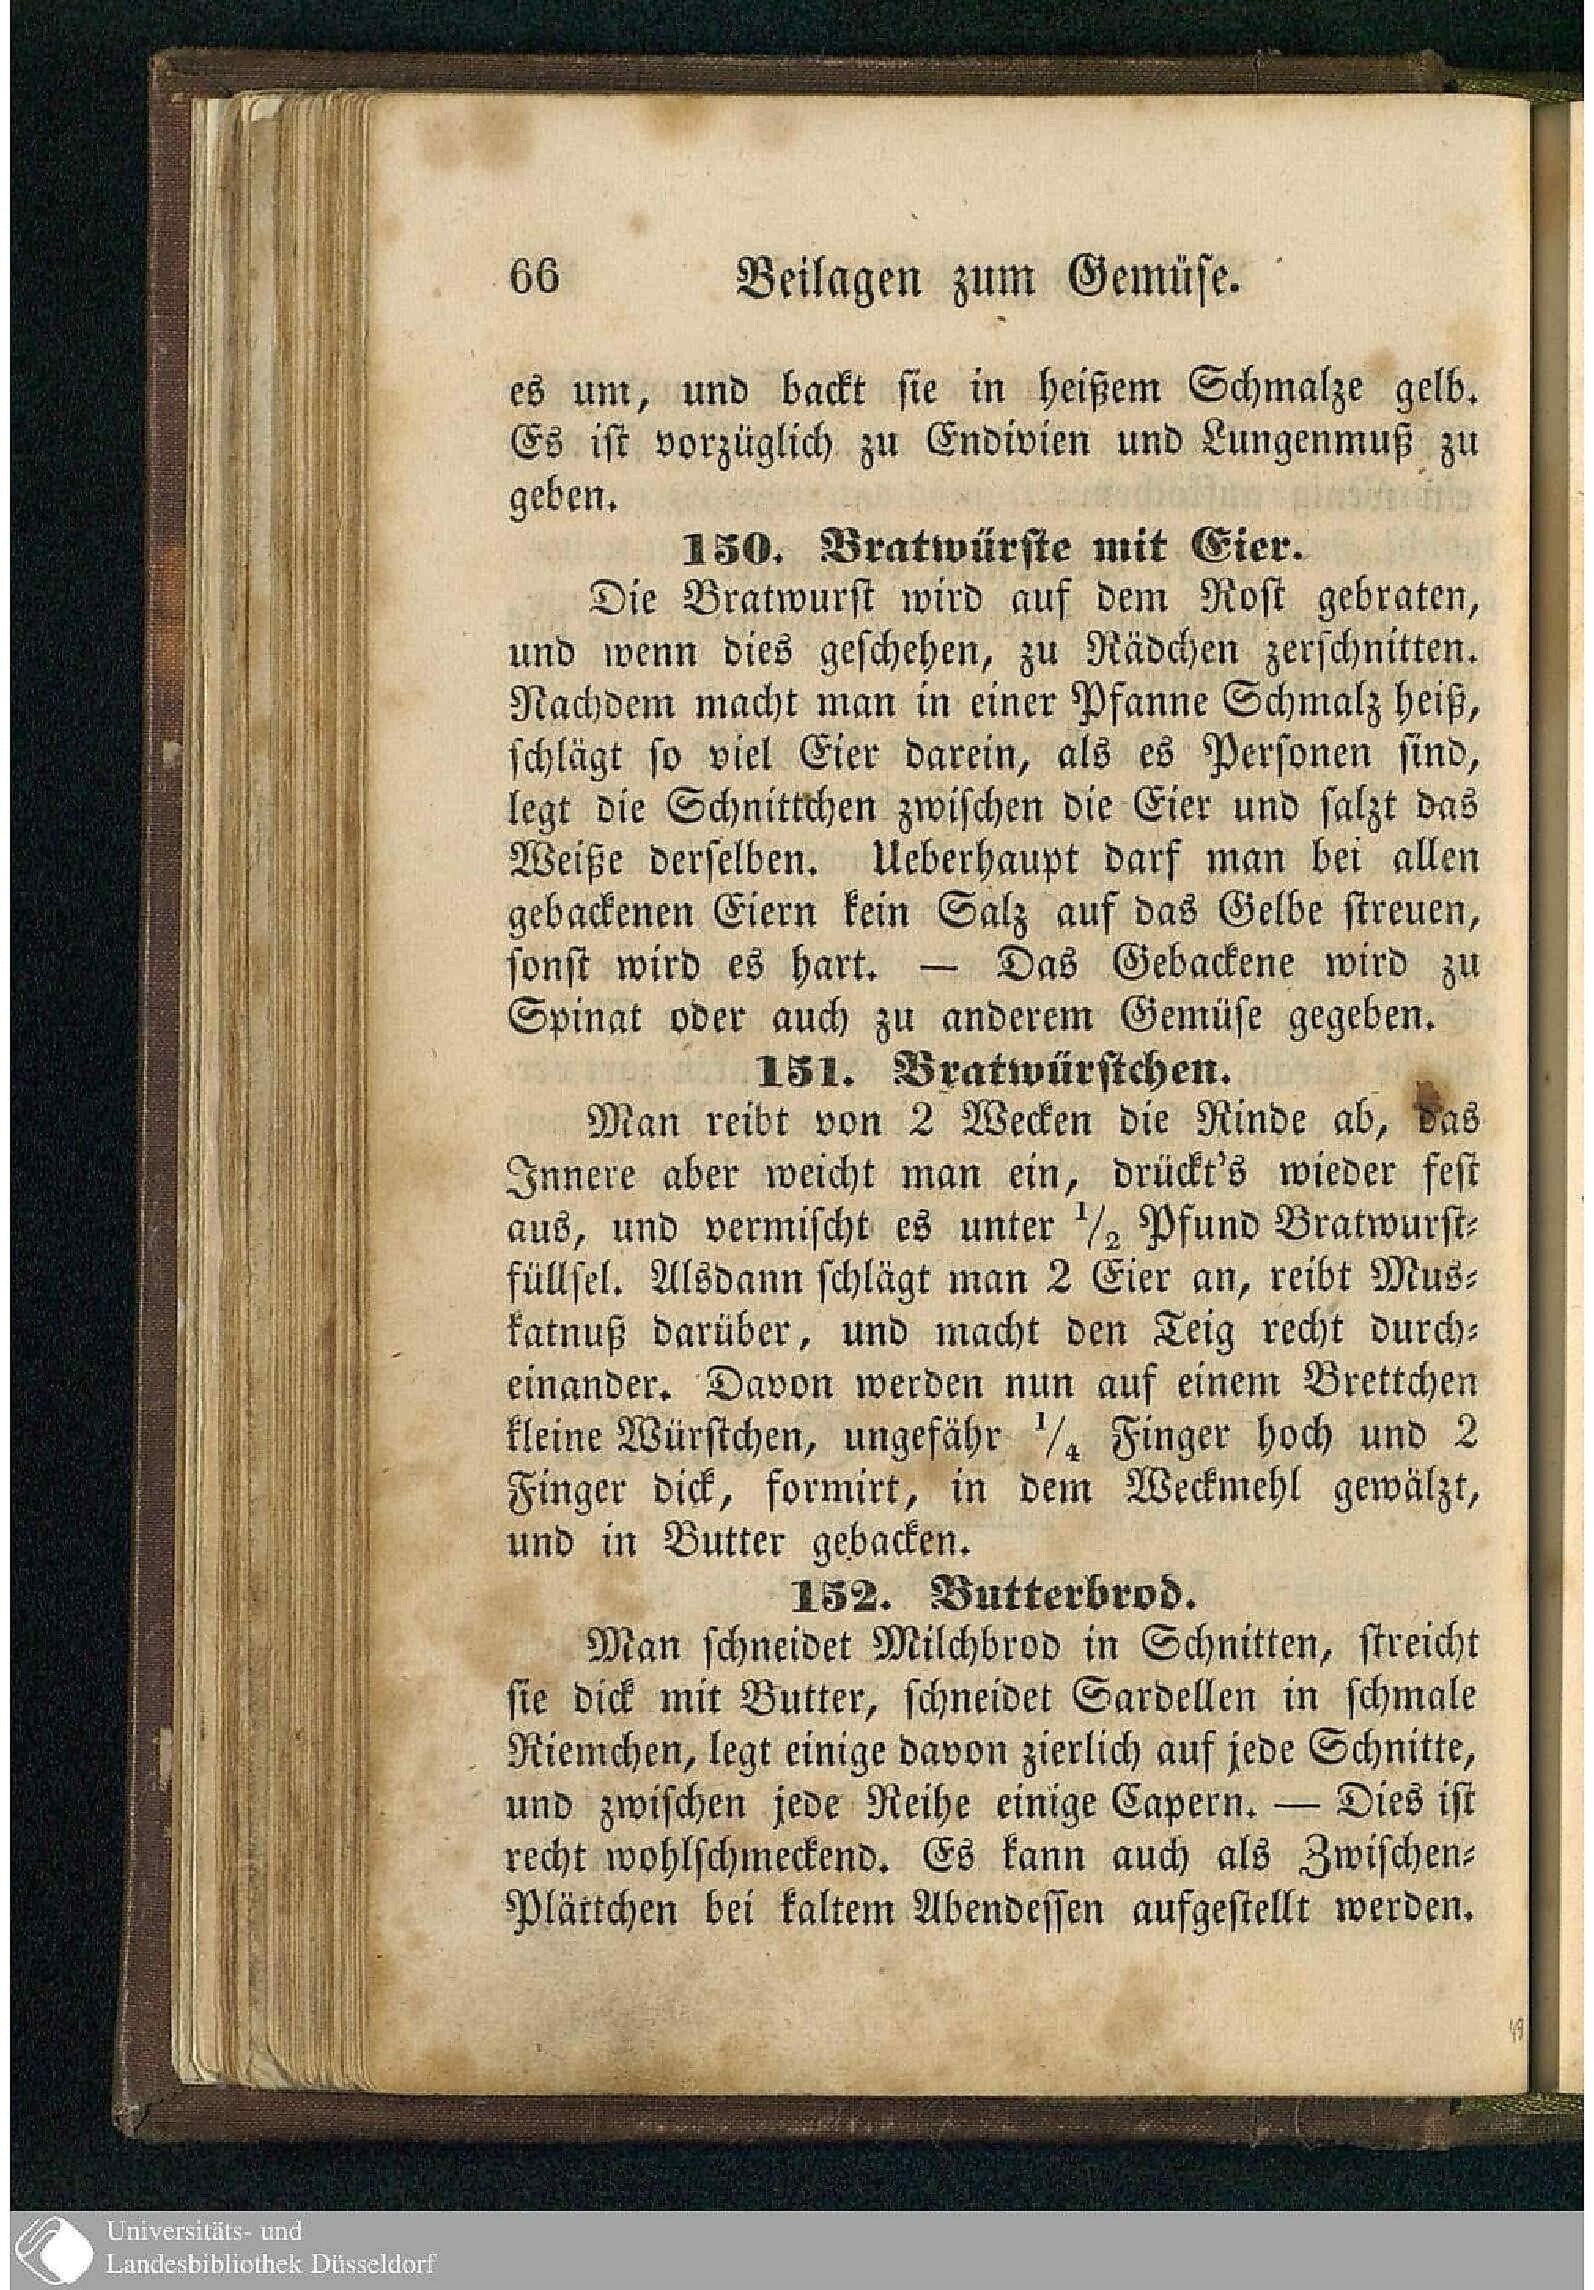 66 Beilagen zum Gemüse.
es um, und backt sie in heißem Schmalze gelb.
Es ist vorzüglich zu Endivien und Lungenmuß zu
geben.
150. Bratwürste mit Eier.
Die Bratwurst wird auf dem Rost gebraten,
und wenn dies geschehen, zu Rädchen zerschnitten.
Nachdem macht man in einer Pfanne Schmalz heiß,
schlägt so viel Eier darein, als es Personen sind,
legt die Schnittchen zwischen die Eier und salzt das
Weiße derselben. Ueberhaupt darf man bei allen
gebackenen Eiern kein Salz auf das Gelbe streuen,
sonst wird es hart. — Das Gebackene wird zu
Spinat oder auch zu anderem Gemüse gegeben.
151. Bratwürstchen.
Man reibt von 2 Wecken die Rinde ab, das
Innere aber weicht man ein, drückt's wieder fest
aus, und vermischt es unter 1/2 Pfund Bratwurst-
füllsel. Alsdann schlägt man 2 Eier an, reibt Mus-
katnuß darüber, und macht den Teig recht durch-
einander. Davon werden nun auf einem Brettchen
kleine Würstchen, ungefähr 1/4 Finger hoch und 2
Finger dick, formirt, in dem Weckmehl gewälzt,
und in Butter gebacken.
152. Butterbrod.
Man schneidet Milchbrod in Schnitten, streicht
sie dick mit Butter, schneidet Sardellen in schmale
Riemchen, legt einige davon zierlich auf jede Schnitte,
und zwischen jede Reihe einige Capern. — Dies ist
recht wohlschmeckend. Es kann auch als Zwischen-
Plättchen bei kaltem Abendessen aufgestellt werden.
Universitäts- und
Landesbibliothek Düsseldorf